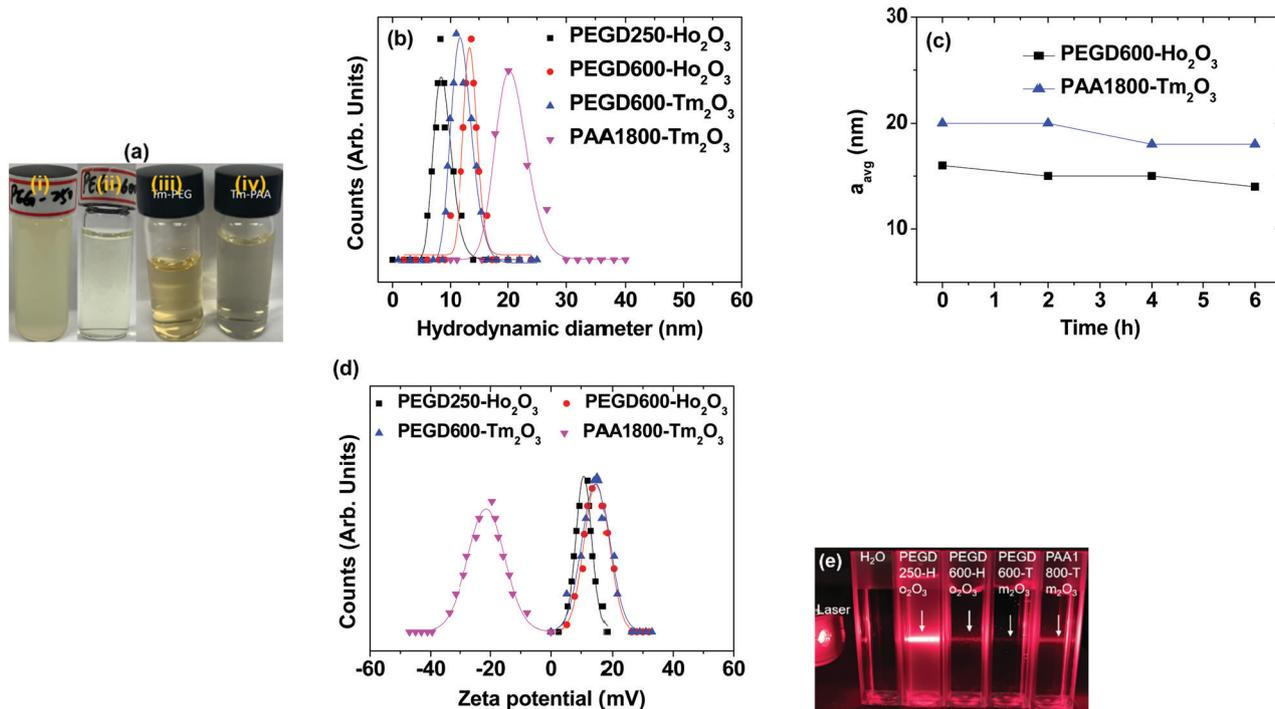 (a)
(i)
(ii)
(iii)
(iv)
PEG-250
Tm-PEG
Tm-PAA
(b)
PEGD250-Ho₂O₃
PEGD600-Ho₂O₃
PEGD600-Tm₂O₃
PAA1800-Tm₂O₃
Counts (Arb. Units)
0 10 20 30 40 50 60
Hydrodynamic diameter (nm)
(c)
PEGD600-Ho₂O₃
PAA1800-Tm₂O₃
30
20
10
a_avg (nm)
0 1 2 3 4 5 6
Time (h)
(d)
PEGD250-Ho₂O₃ PEGD600-Ho₂O₃
PEGD600-Tm₂O₃ PAA1800-Tm₂O₃
Counts (Arb. Units)
-60 -40 -20 0 20 40 60
Zeta potential (mV)
(e)
Laser
H₂O
PEGD
250-H
o₂O₃
PEGD
600-H
o₂O₃
PEGD
600-T
m₂O₃
PAA1
800-T
m₂O₃